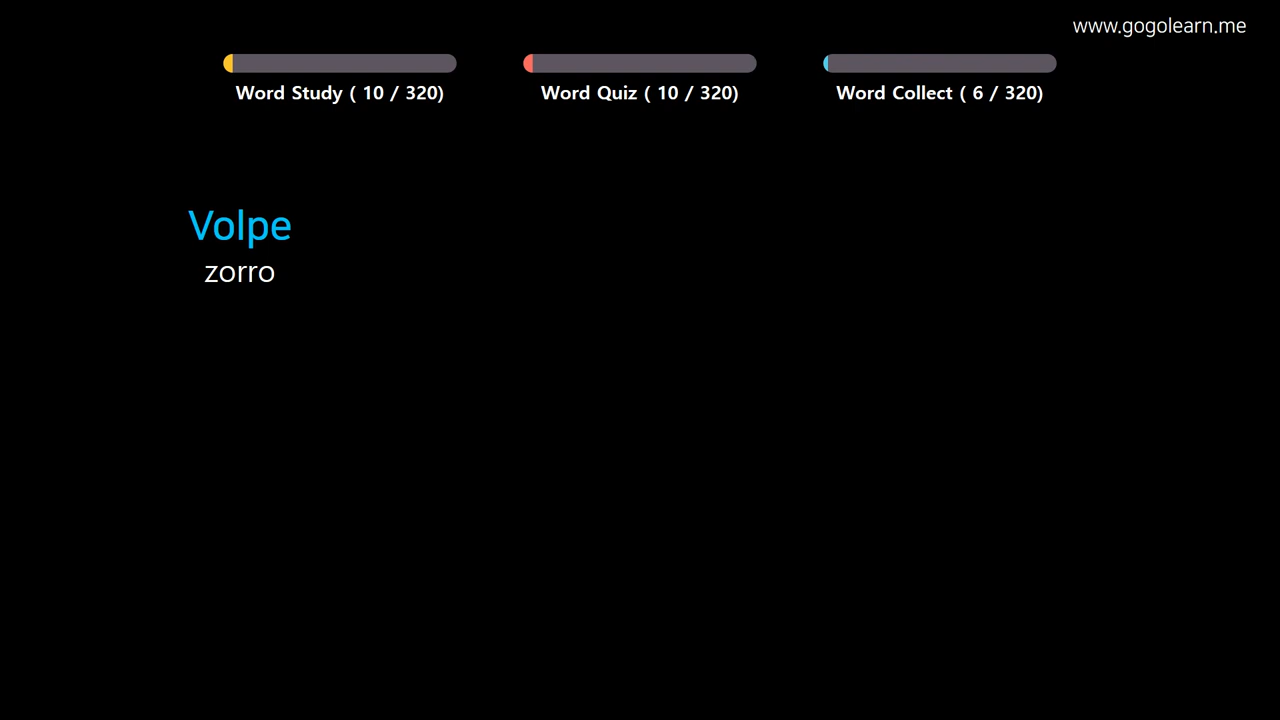 www.gogolearn.me
Word Study ( 10 / 320)
Word Quiz ( 10 / 320)
Word Collect ( 6 / 320)
Volpe
zorro